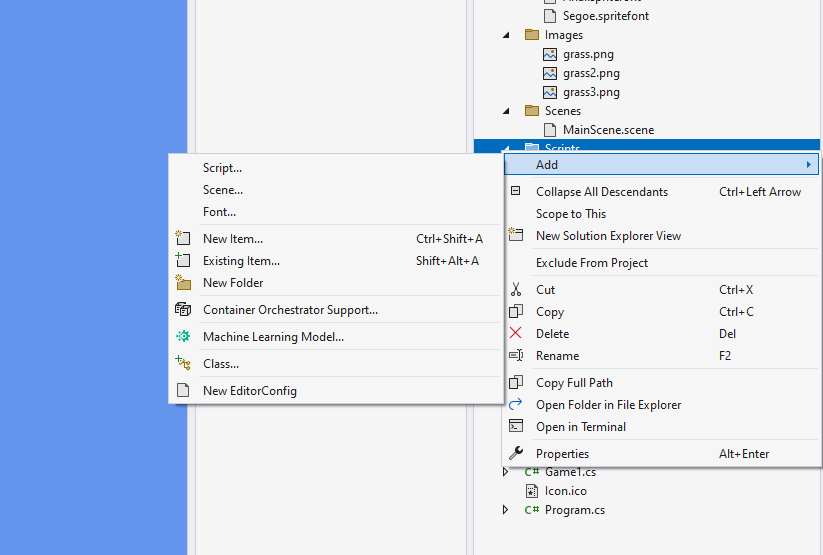 Segoe.spritefont
Images
grass.png
grass2.png
grass3.png
Scenes
MainScene.scene
Scripts
Add
Collapse All Descendants Ctrl+Left Arrow
Scope to This
New Solution Explorer View
Exclude From Project
Cut Ctrl+X
Copy Ctrl+C
Delete Del
Rename F2
Copy Full Path
Open Folder in File Explorer
Open in Terminal
Properties Alt+Enter
Script...
Scene...
Font...
New Item... Ctrl+Shift+A
Existing Item... Shift+Alt+A
New Folder
Container Orchestrator Support...
Machine Learning Model...
Class...
New EditorConfig
C# Game1.cs
Icon.ico
C# Program.cs